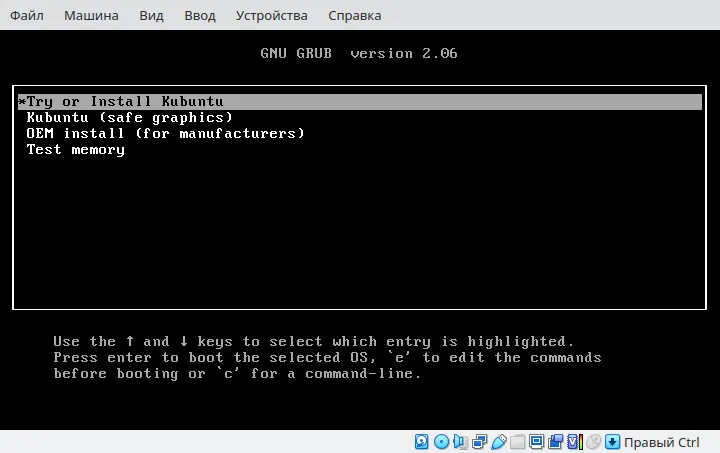 Файл Машина Вид Ввод Устройства Справка
GNU GRUB version 2.06
*Try or Install Kubuntu
Kubuntu (safe graphics)
OEM install (for manufacturers)
Test memory
Use the ↑ and ↓ keys to select which entry is highlighted.
Press enter to boot the selected OS, `e' to edit the commands
before booting or `c' for a command-line.
Правый Ctrl